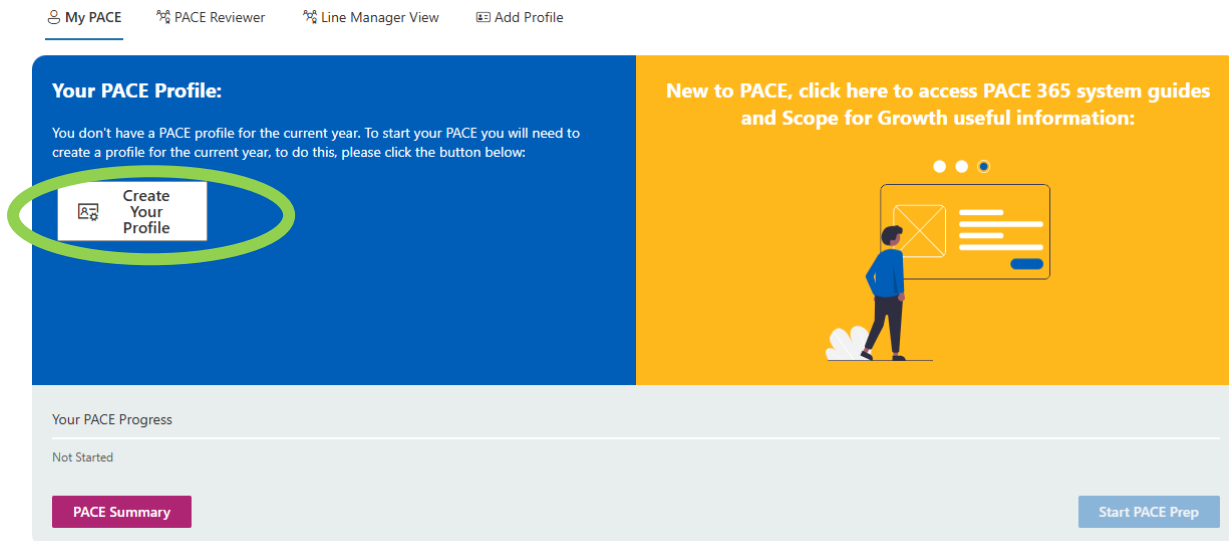 My PACE PACE Reviewer Line Manager View Add Profile
Your PACE Profile:
You don't have a PACE profile for the current year. To start your PACE you will need to
create a profile for the current year, to do this, please click the button below:
Create
Your
Profile
New to PACE, click here to access PACE 365 system guides
and Scope for Growth useful information:
Your PACE Progress
Not Started
PACE Summary
Start PACE Prep